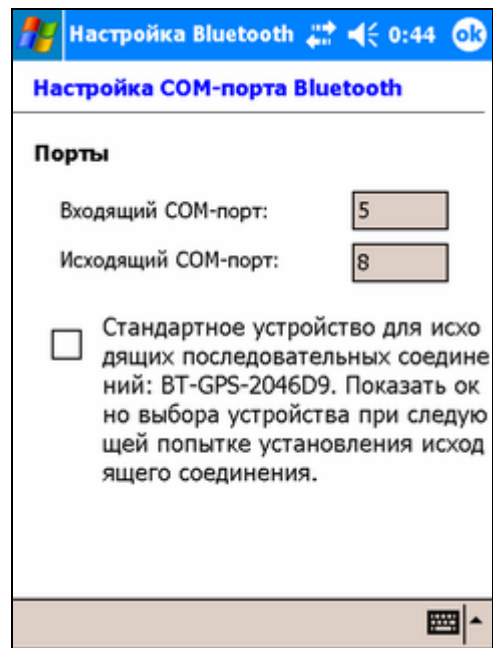 Настройка Bluetooth 0:44 ok
Настройка COM-порта Bluetooth
Порты
Входящий COM-порт: 5
Исходящий COM-порт: 8
Стандартное устройство для исхо
дящих последовательных соедине
ний: BT-GPS-2046D9. Показать ок
но выбора устройства при следую
щей попытке установления исход
ящего соединения.